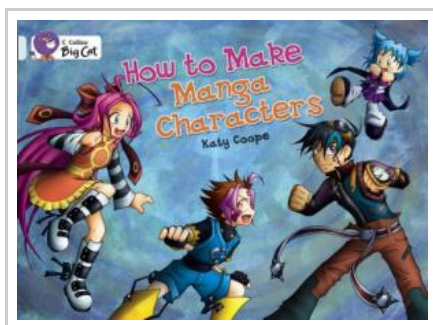 Collins
Big Cat
How to Make
Manga
Characters
Katy Coope